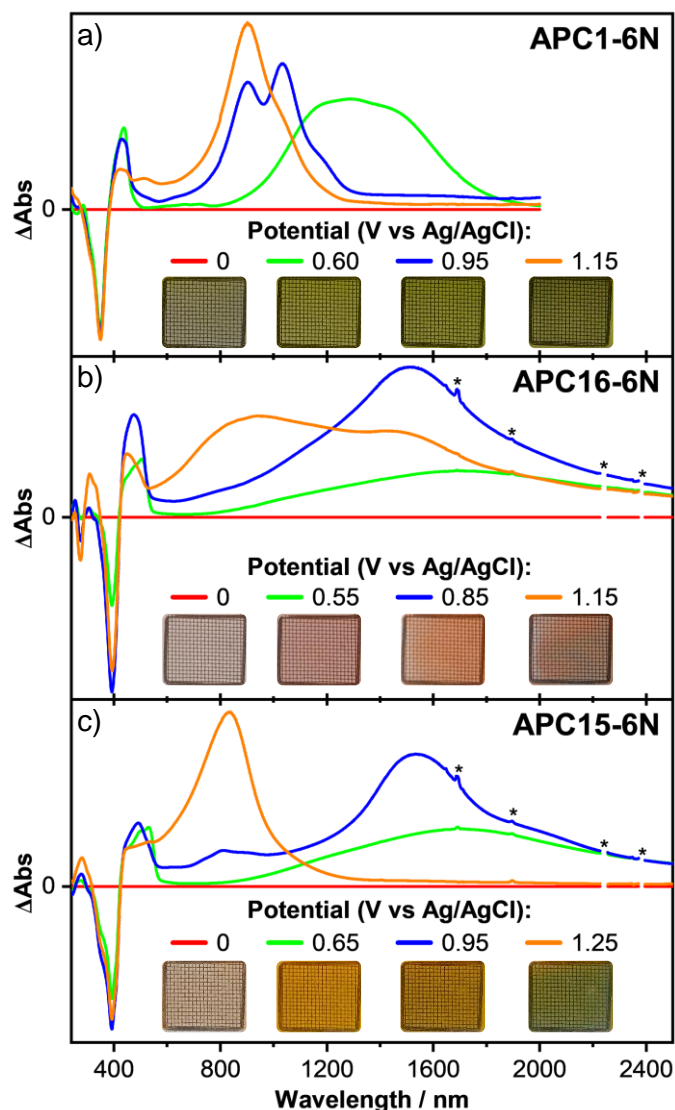 a)
APC1-6N
ΔAbs
0
Potential (V vs Ag/AgCl):
0 0.60 0.95 1.15
b)
APC16-6N
* * * *
ΔAbs
0
Potential (V vs Ag/AgCl):
0 0.55 0.85 1.15
c)
APC15-6N
* * * *
ΔAbs
0
Potential (V vs Ag/AgCl):
0 0.65 0.95 1.25
400 800 1200 1600 2000 2400
Wavelength / nm